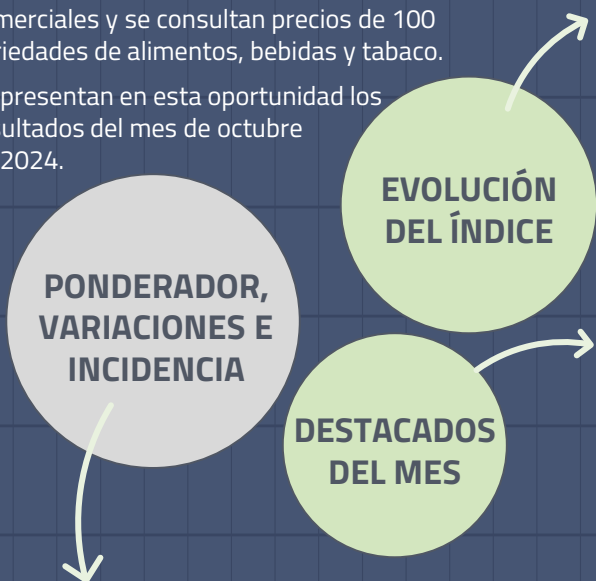 merciales y se consultan precios de 100
riedades de alimentos, bebidas y tabaco.
presentan en esta oportunidad los
sultados del mes de octubre
2024.
EVOLUCIÓN
DEL ÍNDICE
PONDERADOR,
VARIACIONES E
INCIDENCIA
DESTACADOS
DEL MES